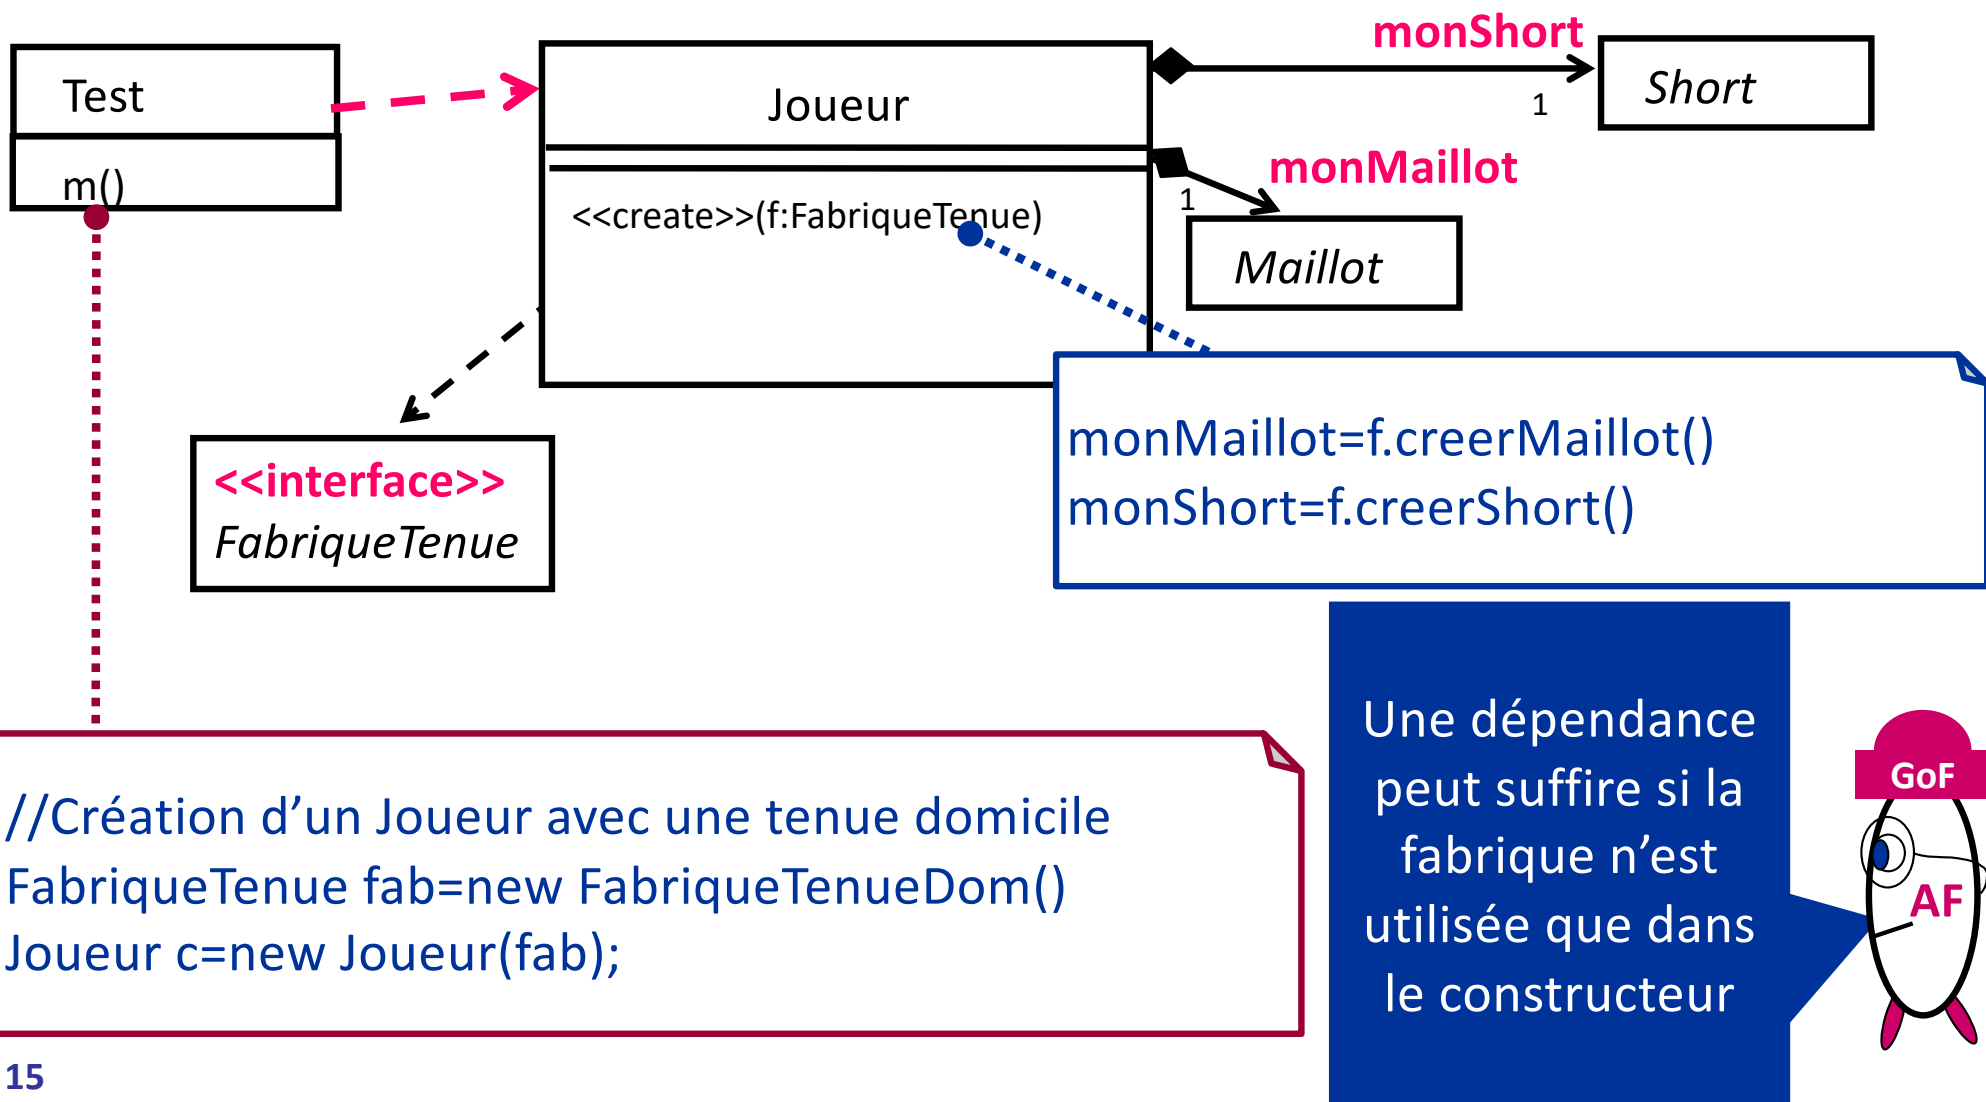 monShort
Test
Joueur
Short
1
m()
monMaillot
1
<<create>>(f:FabriqueTenue)
Maillot
monMaillot=f.creerMaillot()
monShort=f.creerShort()
<<interface>>
FabriqueTenue
Une dépendance
peut suffire si la
fabrique n’est
utilisée que dans
le constructeur
GoF
AF
//Création d’un Joueur avec une tenue domicile
FabriqueTenue fab=new FabriqueTenueDom()
Joueur c=new Joueur(fab);
15